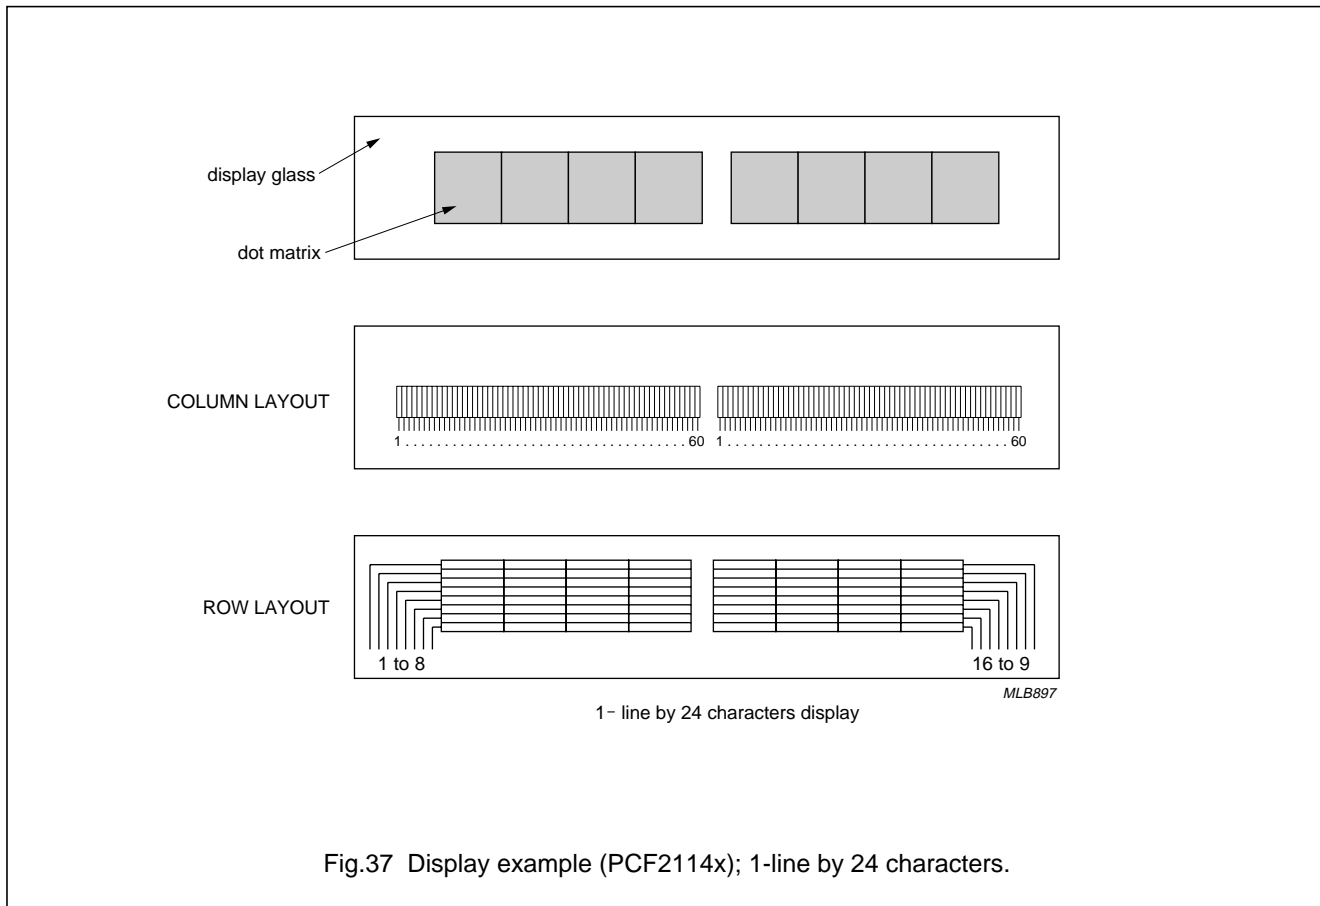 display glass
dot matrix
COLUMN LAYOUT
1 . . . . . . . . . . . . . . . . . . . . . . . . . . . . . . . . . . . . 60 1 . . . . . . . . . . . . . . . . . . . . . . . . . . . . . . . . . . . . 60
ROW LAYOUT
1 to 8
16 to 9
MLB897
1− line by 24 characters display
Fig.37 Display example (PCF2114x); 1-line by 24 characters.